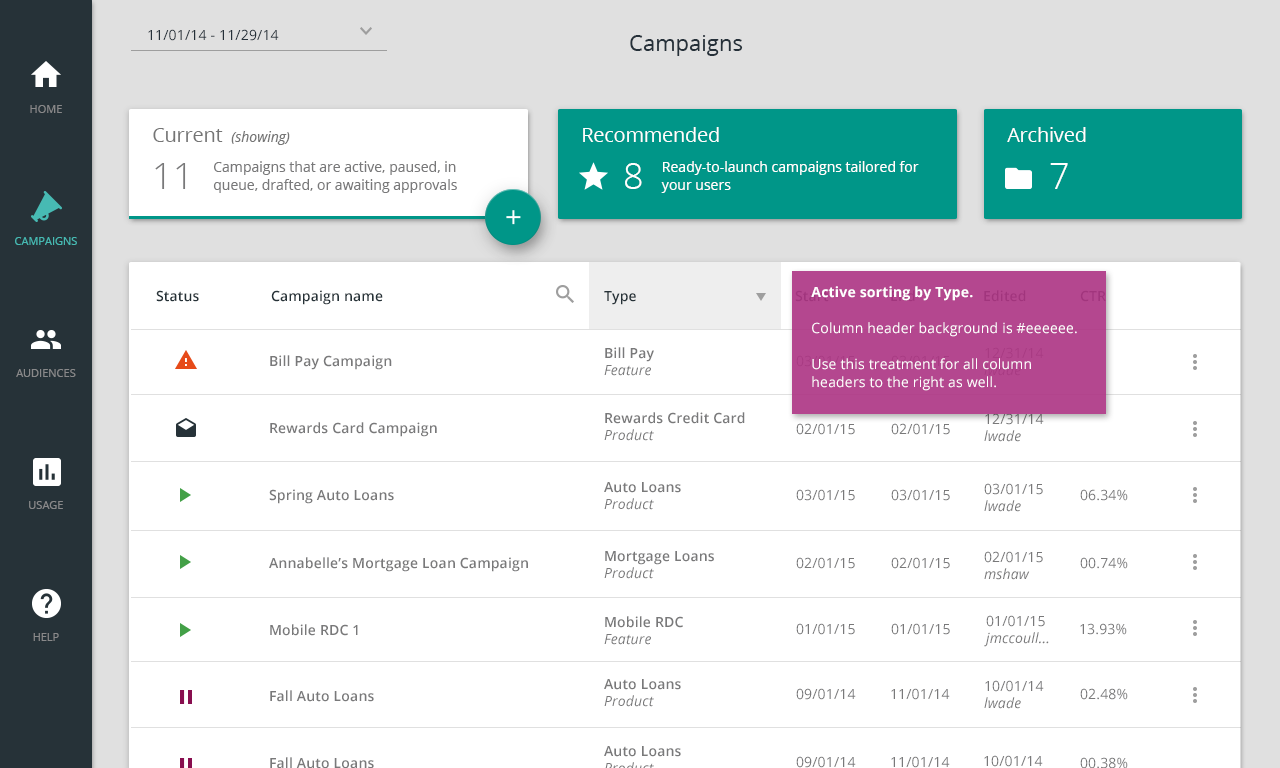 11/01/14 - 11/29/14
Campaigns
HOME
CAMPAIGNS
AUDIENCES
USAGE
HELP
Current (showing)
11
Campaigns that are active, paused, in
queue, drafted, or awaiting approvals
+
Recommended
8
Ready-to-launch campaigns tailored for
your users
Archived
7
Status Campaign name Type Edited CTR
Active sorting by Type.
Column header background is #eeeeee.
Use this treatment for all column
headers to the right as well.
Bill Pay Campaign
Bill Pay
Feature
12/31/14
Rewards Card Campaign
Rewards Credit Card
Product
02/01/15 02/01/15
12/31/14
lwade
Spring Auto Loans
Auto Loans
Product
03/01/15 03/01/15
03/01/15
lwade
06.34%
Annabelle’s Mortgage Loan Campaign
Mortgage Loans
Product
02/01/15 02/01/15
02/01/15
mshaw
00.74%
Mobile RDC 1
Mobile RDC
Feature
01/01/15 01/01/15
01/01/15
jmccoull...
13.93%
Fall Auto Loans
Auto Loans
Product
09/01/14 11/01/14
10/01/14
lwade
02.48%
Fall Auto Loans
Auto Loans
Product
09/01/14 11/01/14
10/01/14
00.38%